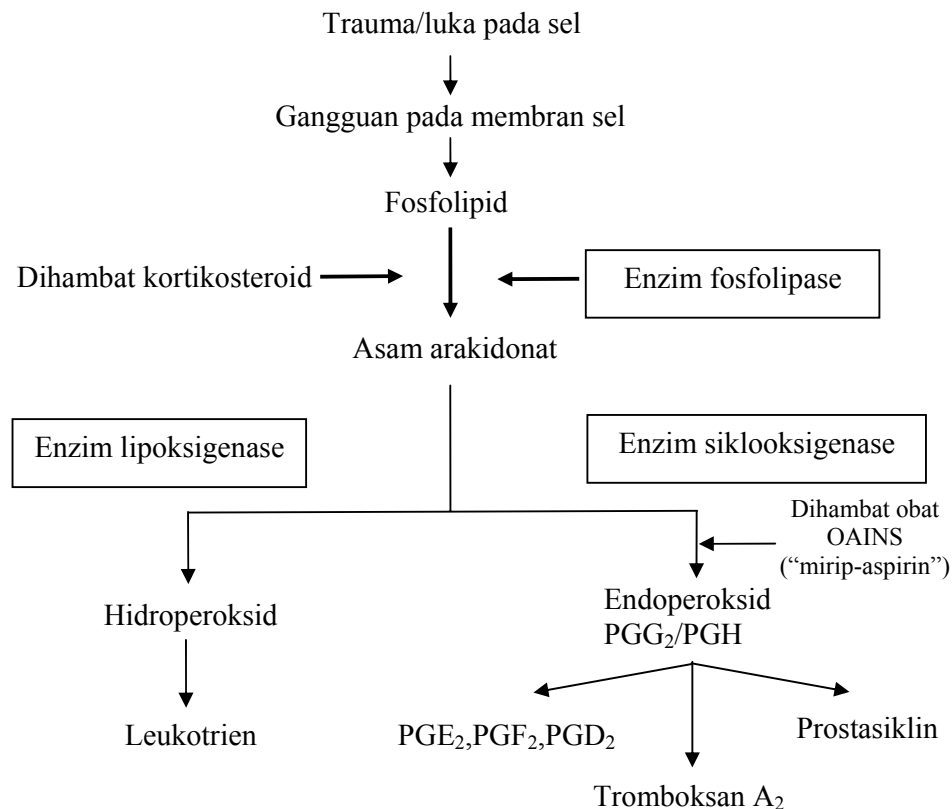 Trauma/luka pada sel
Gangguan pada membran sel
Fosfolipid
Dihambat kortikosteroid
Enzim fosfolipase
Asam arakidonat
Enzim lipoksigenase
Enzim siklooksigenase
Dihambat obat
OAINS
(“mirip-aspirin”)
Hidroperoksid
Endoperoksid
PGG₂/PGH
Leukotrien
PGE₂,PGF₂,PGD₂
Prostasiklin
Tromboksan A₂